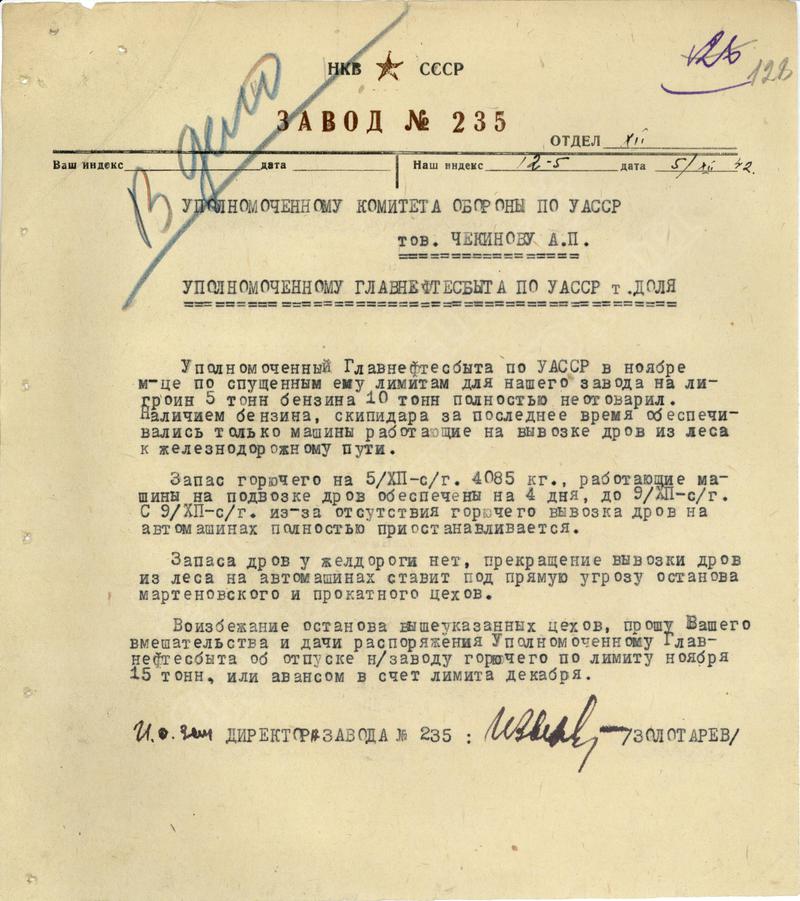 128
128
НКВ СССР
ЗАВОД № 235
ОТДЕЛ XII
Ваш индекс дата Наш индекс 12-5 дата 5/XII 42.
В дело
УПОЛНОМОЧЕННОМУ КОМИТЕТА ОБОРОНЫ ПО УАССР
тов. ЧЕКИНОВУ А.П.
УПОЛНОМОЧЕННОМУ ГЛАВНЕФТЕСБЫТА ПО УАССР т.ДОЛЯ
Уполномоченный Главнефтесбыта по УАССР в ноябре
м-це по спущенным ему лимитам для нашего завода на ли-
гроин 5 тонн бензина 10 тонн полностью неотоварил.
Наличием бензина, скипидара за последнее время обеспечи-
вались только машины работающие на вывозке дров из леса
к железнодорожному пути.
Запас горючего на 5/ХП-с/г. 4085 кг., работающие ма-
шины на подвозке дров обеспечены на 4 дня, до 9/ХП-с/г.
С 9/ХП-с/г. из-за отсутствия горючего вывозка дров на
автомашинах полностью приостанавливается.
Запаса дров у желдороги нет, прекращение вывозки дров
из леса на автомашинах ставит под прямую угрозу останова
мартеновского и прокатного цехов.
Воизбежание останова вышеуказанных цехов, прошу Вашего
вмешательства и дачи распоряжения Уполномоченному Глав-
нефтесбыта об отпуске н/заводу горючего по лимиту ноября
15 тонн, или авансом в счет лимита декабря.
И.о. зам ДИРЕКТОРА ЗАВОДА № 235 : /ЗОЛОТАРЕВ/